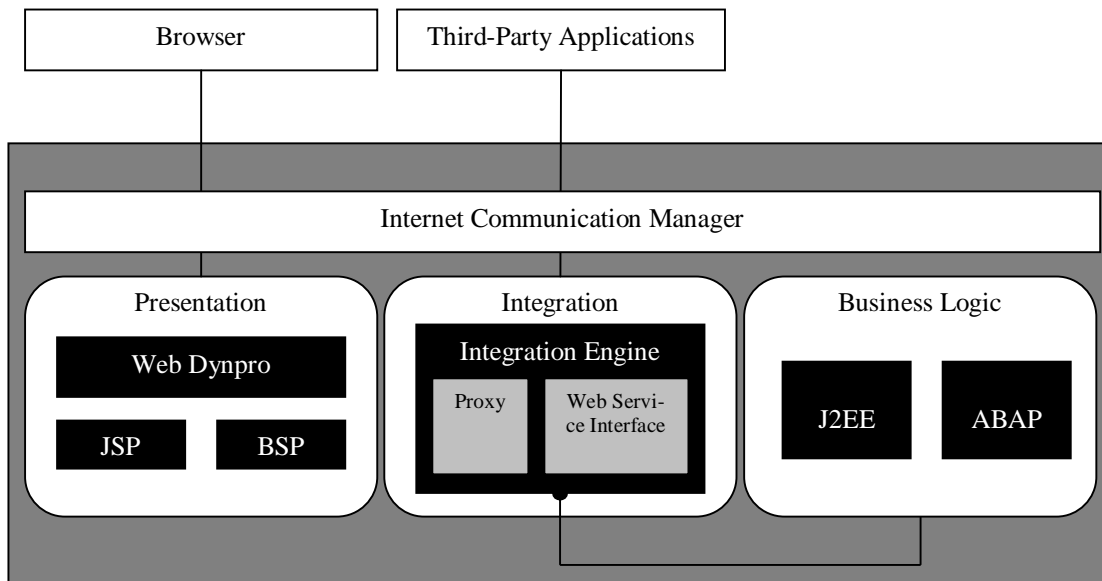 Browser
Third-Party Applications
Internet Communication Manager
Presentation
Web Dynpro
JSP
BSP
Integration
Integration Engine
Proxy
Web Servi-
ce Interface
Business Logic
J2EE
ABAP